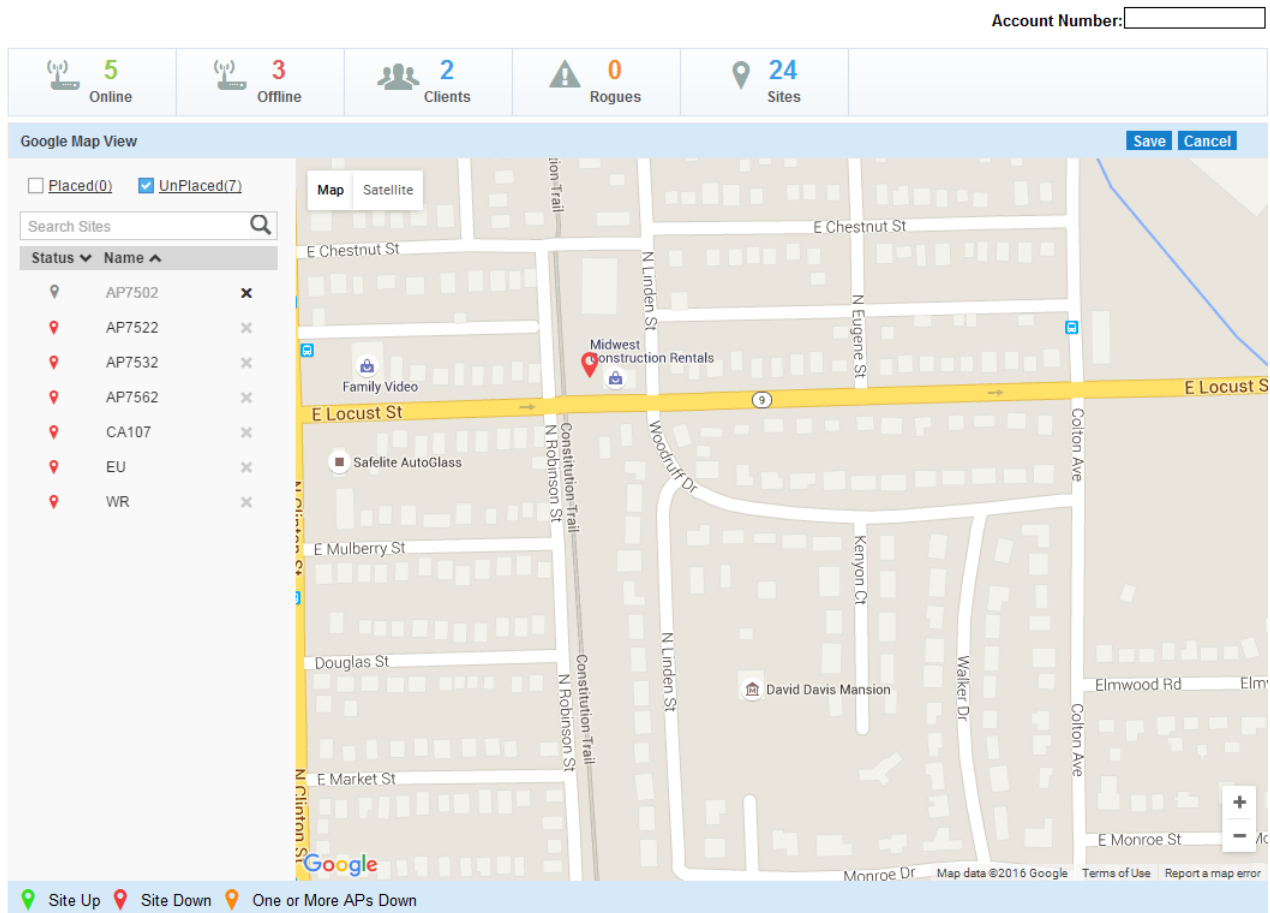 Account Number:
5 Online
3 Offline
2 Clients
0 Rogues
24 Sites
Google Map View
Save Cancel
Placed(0) UnPlaced(7)
Search Sites
Status Name
AP7502
AP7522
AP7532
AP7562
CA107
EU
WR
Map Satellite
E Chestnut St
E Chestnut St
tion Trail
N Linden St
N Eugene St
Midwest
Construction Rentals
Family Video
E Locust St
9
E Locust S
Safelite AutoGlass
N Robinson St
Constitution Trail
Woodruff Dr
Colton Ave
N Clinton St
E Mulberry St
Kenyon Ct
Douglas St
N Robinson St
Constitution Trail
N Linden St
David Davis Mansion
Walker Dr
Elmwood Rd
Elm
Colton Ave
E Market St
N Clinton St
E Monroe St
Mo
Monroe Dr
Google
Map data ©2016 Google Terms of Use Report a map error
Site Up Site Down One or More APs Down